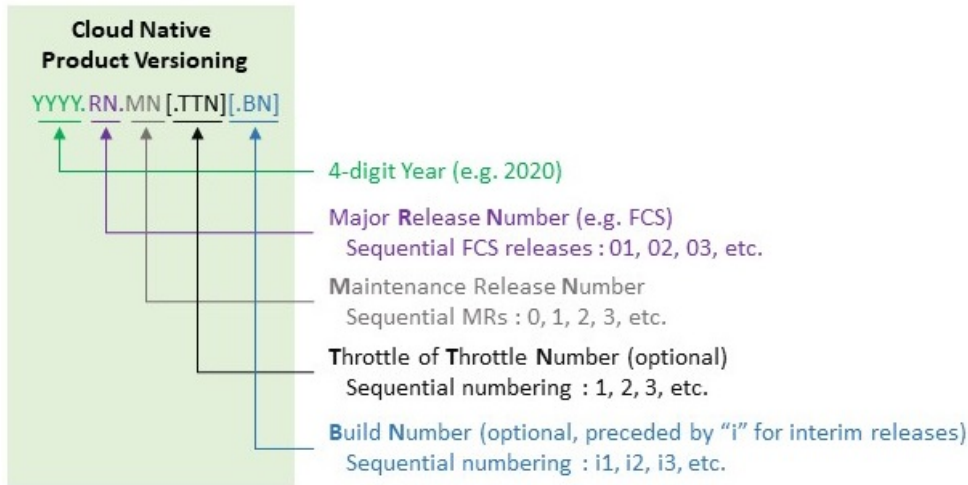 Cloud Native
Product Versioning
YYYY.RN.MN[.TTN][.BN]
4-digit Year (e.g. 2020)
Major Release Number (e.g. FCS)
Sequential FCS releases : 01, 02, 03, etc.
Maintenance Release Number
Sequential MRs : 0, 1, 2, 3, etc.
Throttle of Throttle Number (optional)
Sequential numbering : 1, 2, 3, etc.
Build Number (optional, preceded by “i” for interim releases)
Sequential numbering : i1, i2, i3, etc.